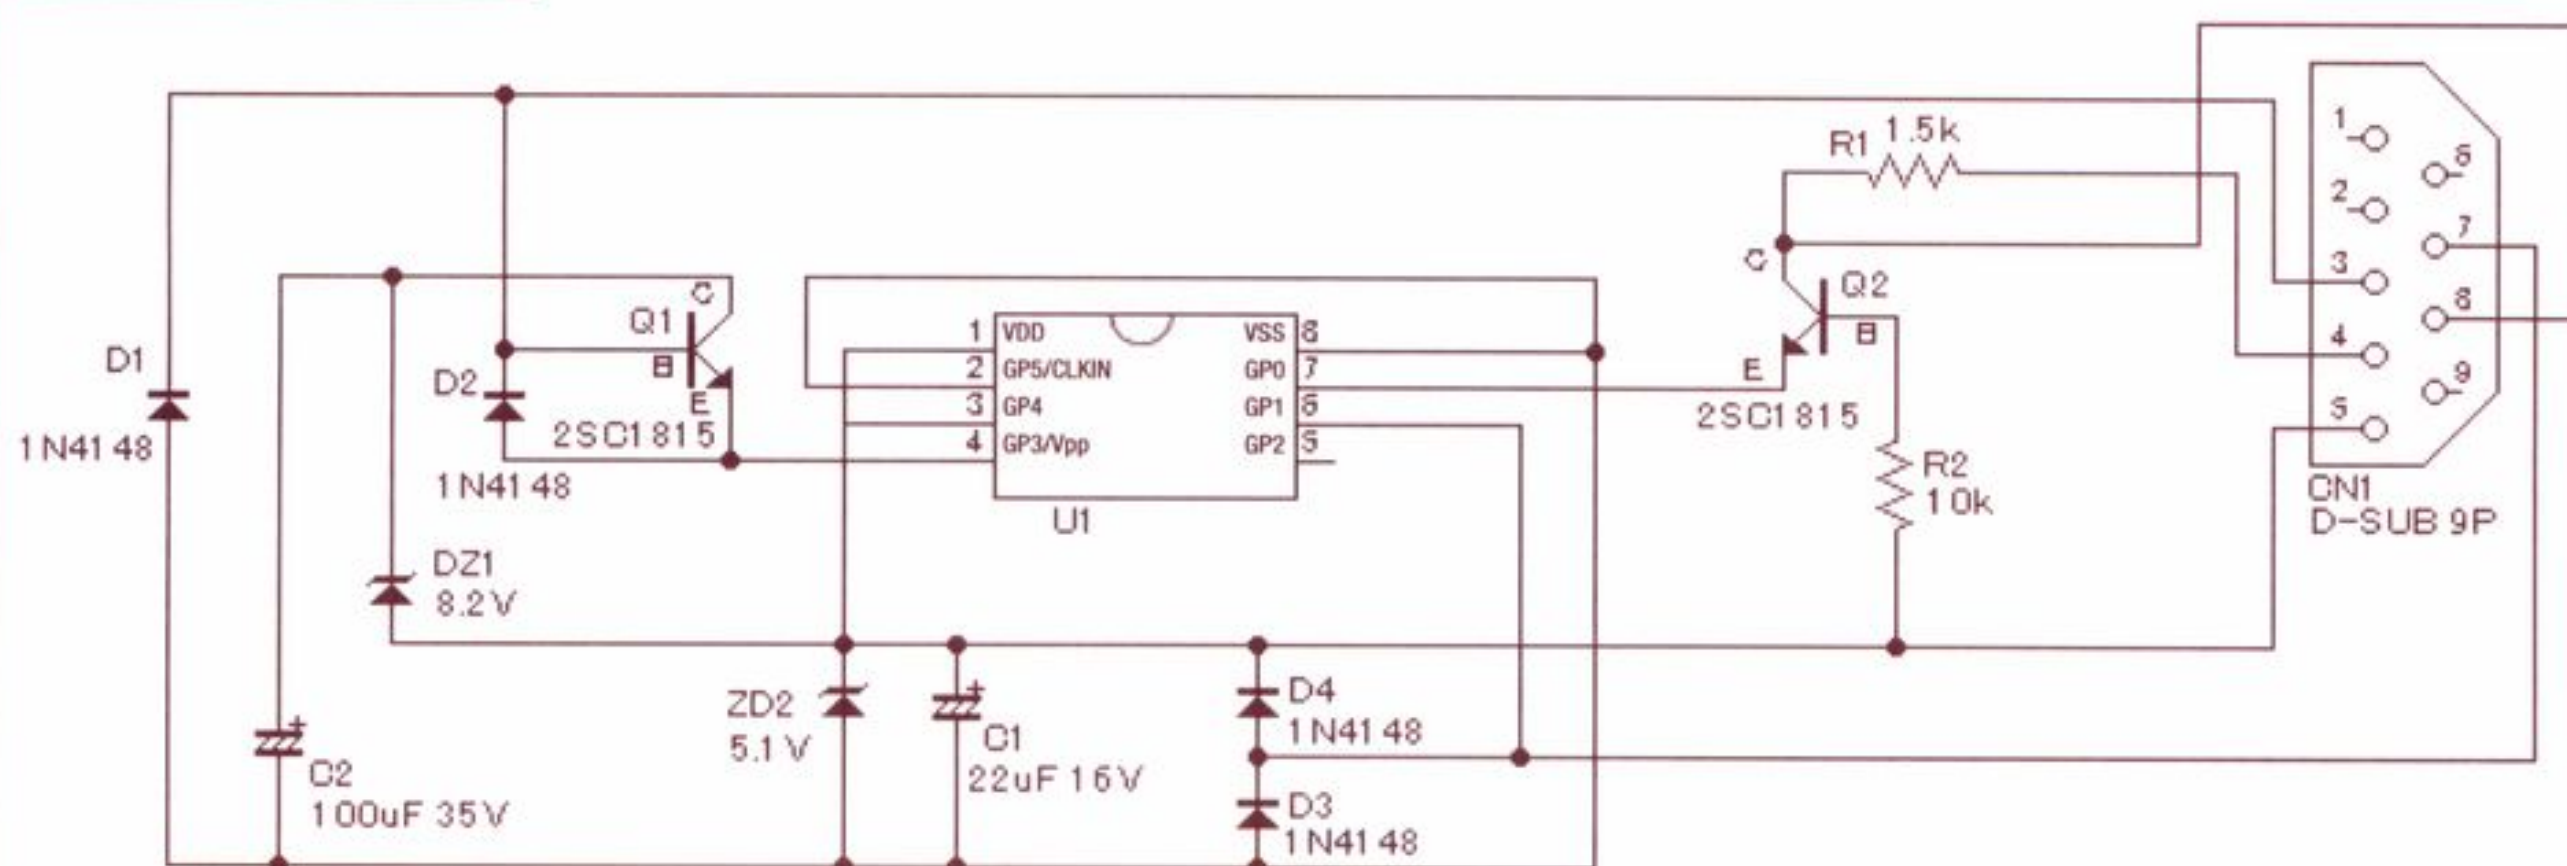 R1 1.5k
1
6
2
7
3
8
4
9
5
CN1
D-SUB 9P
C
Q2
B
E
2SC1815
R2
10k
C
Q1
B
E
2SC1815
D1
1N4148
D2
1N4148
1 VDD
2 GP5/CLKIN
3 GP4
4 GP3/Vpp
VSS 8
GP0 7
GP1 6
GP2 5
U1
DZ1
8.2V
ZD2
5.1V
C1
22uF 16V
D4
1N4148
D3
1N4148
C2
100uF 35V